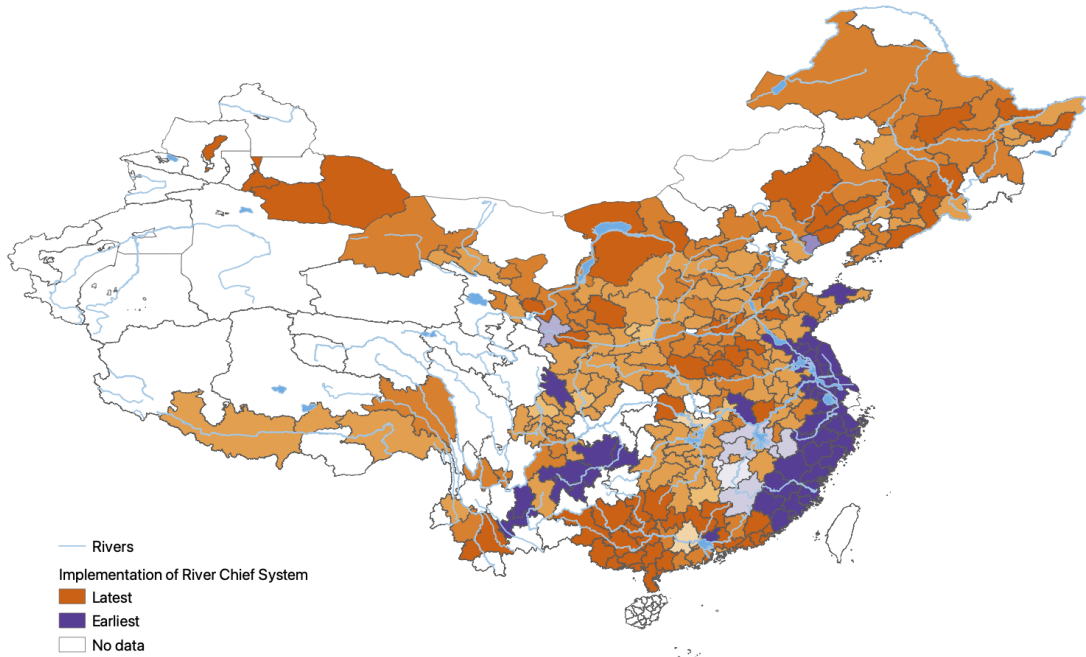 Rivers
Implementation of River Chief System
Latest
Earliest
No data